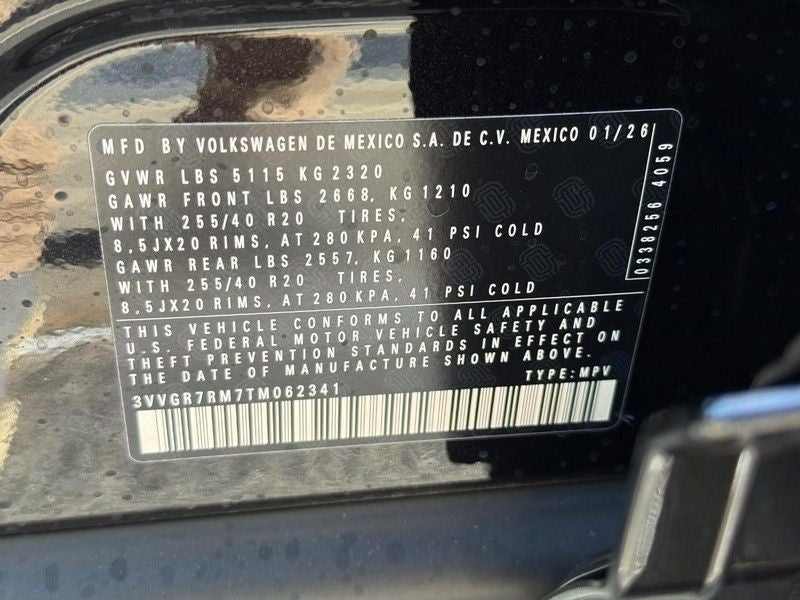 MFD BY VOLKSWAGEN DE MEXICO S.A. DE C.V. MEXICO 01/26
GVWR LBS 5115 KG 2320
GAWR FRONT LBS 2668, KG 1210
WITH 255/40 R20 TIRES,
8,5JX20 RIMS, AT 280 KPA, 41 PSI COLD
GAWR REAR LBS 2557, KG 1160
WITH 255/40 R20 TIRES,
8,5JX20 RIMS, AT 280 KPA, 41 PSI COLD
0338256 4059
THIS VEHICLE CONFORMS TO ALL APPLICABLE
U.S. FEDERAL MOTOR VEHICLE SAFETY AND
THEFT PREVENTION STANDARDS IN EFFECT ON
THE DATE OF MANUFACTURE SHOWN ABOVE.
TYPE: MPV
3VVGR7RM7TM062341